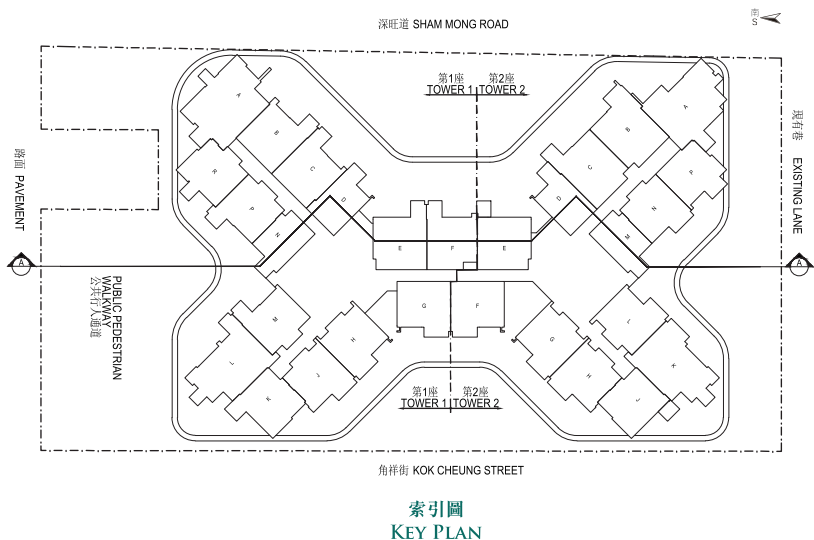 深旺道 SHAM MONG ROAD
南
S
第1座 第2座
TOWER 1 TOWER 2
路面 PAVEMENT
現有巷 EXISTING LANE
A
B
C
D
R
P
N
E
F
E
A
B
C
D
P
N
M
A
A
PUBLIC PEDESTRIAN
WALKWAY
公共行人通道
M
L
K
J
H
G
F
G
H
J
L
K
第1座 第2座
TOWER 1 TOWER 2
角祥街 KOK CHEUNG STREET
索引圖
KEY PLAN